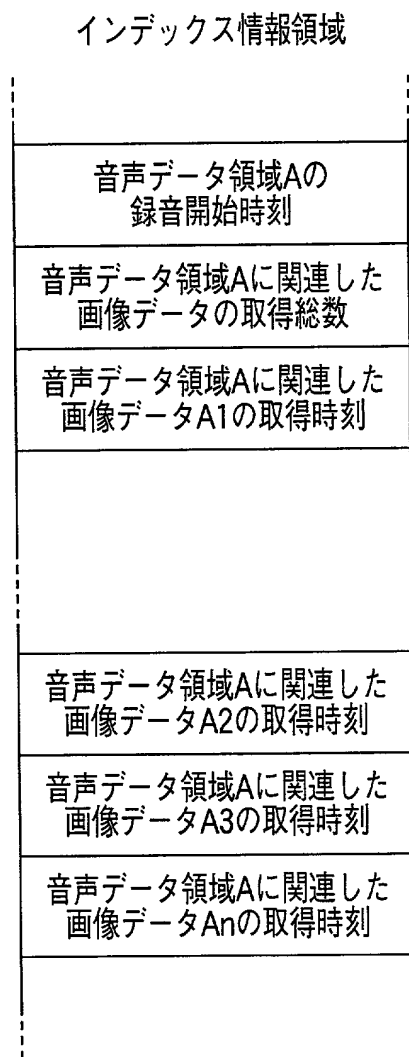 インデックス情報領域
音声データ領域Aの
録音開始時刻
音声データ領域Aに関連した
画像データの取得総数
音声データ領域Aに関連した
画像データA1の取得時刻
音声データ領域Aに関連した
画像データA2の取得時刻
音声データ領域Aに関連した
画像データA3の取得時刻
音声データ領域Aに関連した
画像データAnの取得時刻